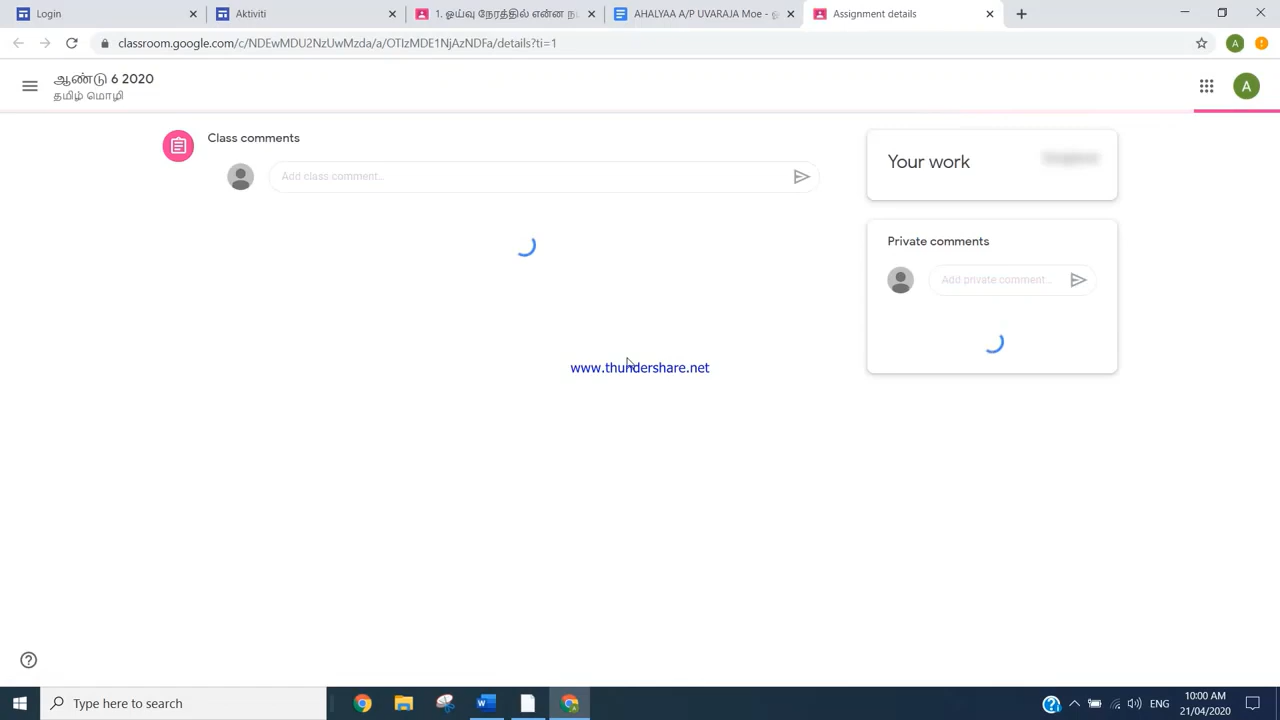 Login
Aktiviti
1. ஓய்வு நேரத்தில் என்ன நட
AHALYAA A/P UVARAJA Moe - ஓ
Assignment details
classroom.google.com/c/NDEwMDU2NzUwMzda/a/OTIzMDE1NjAzNDFa/details?ti=1
A
ஆண்டு 6 2020
தமிழ் மொழி
A
Class comments
Add class comment...
Your work
Private comments
Add private comment...
www.thundershare.net
Type here to search
ENG
10:00 AM
21/04/2020